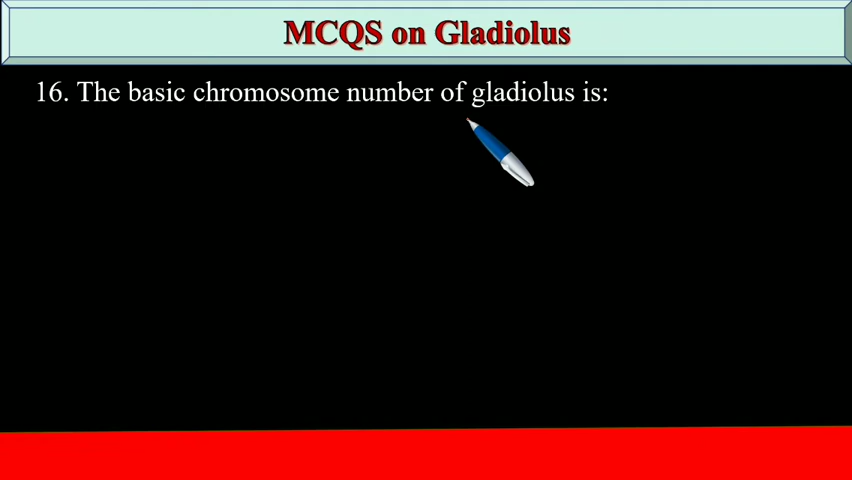 MCQS on Gladiolus
16. The basic chromosome number of gladiolus is: